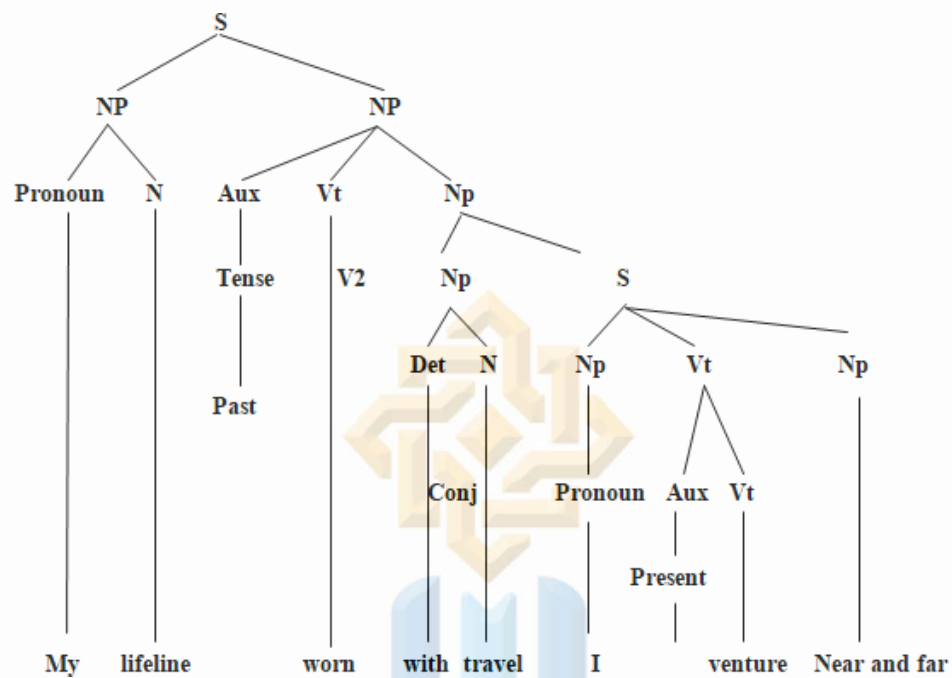 S
NP NP
Pronoun N Aux Vt Np
Tense V2 Np S
Det N Np Vt Np
Past
Conj Pronoun Aux Vt
Present
My lifeline worn with travel I venture Near and far